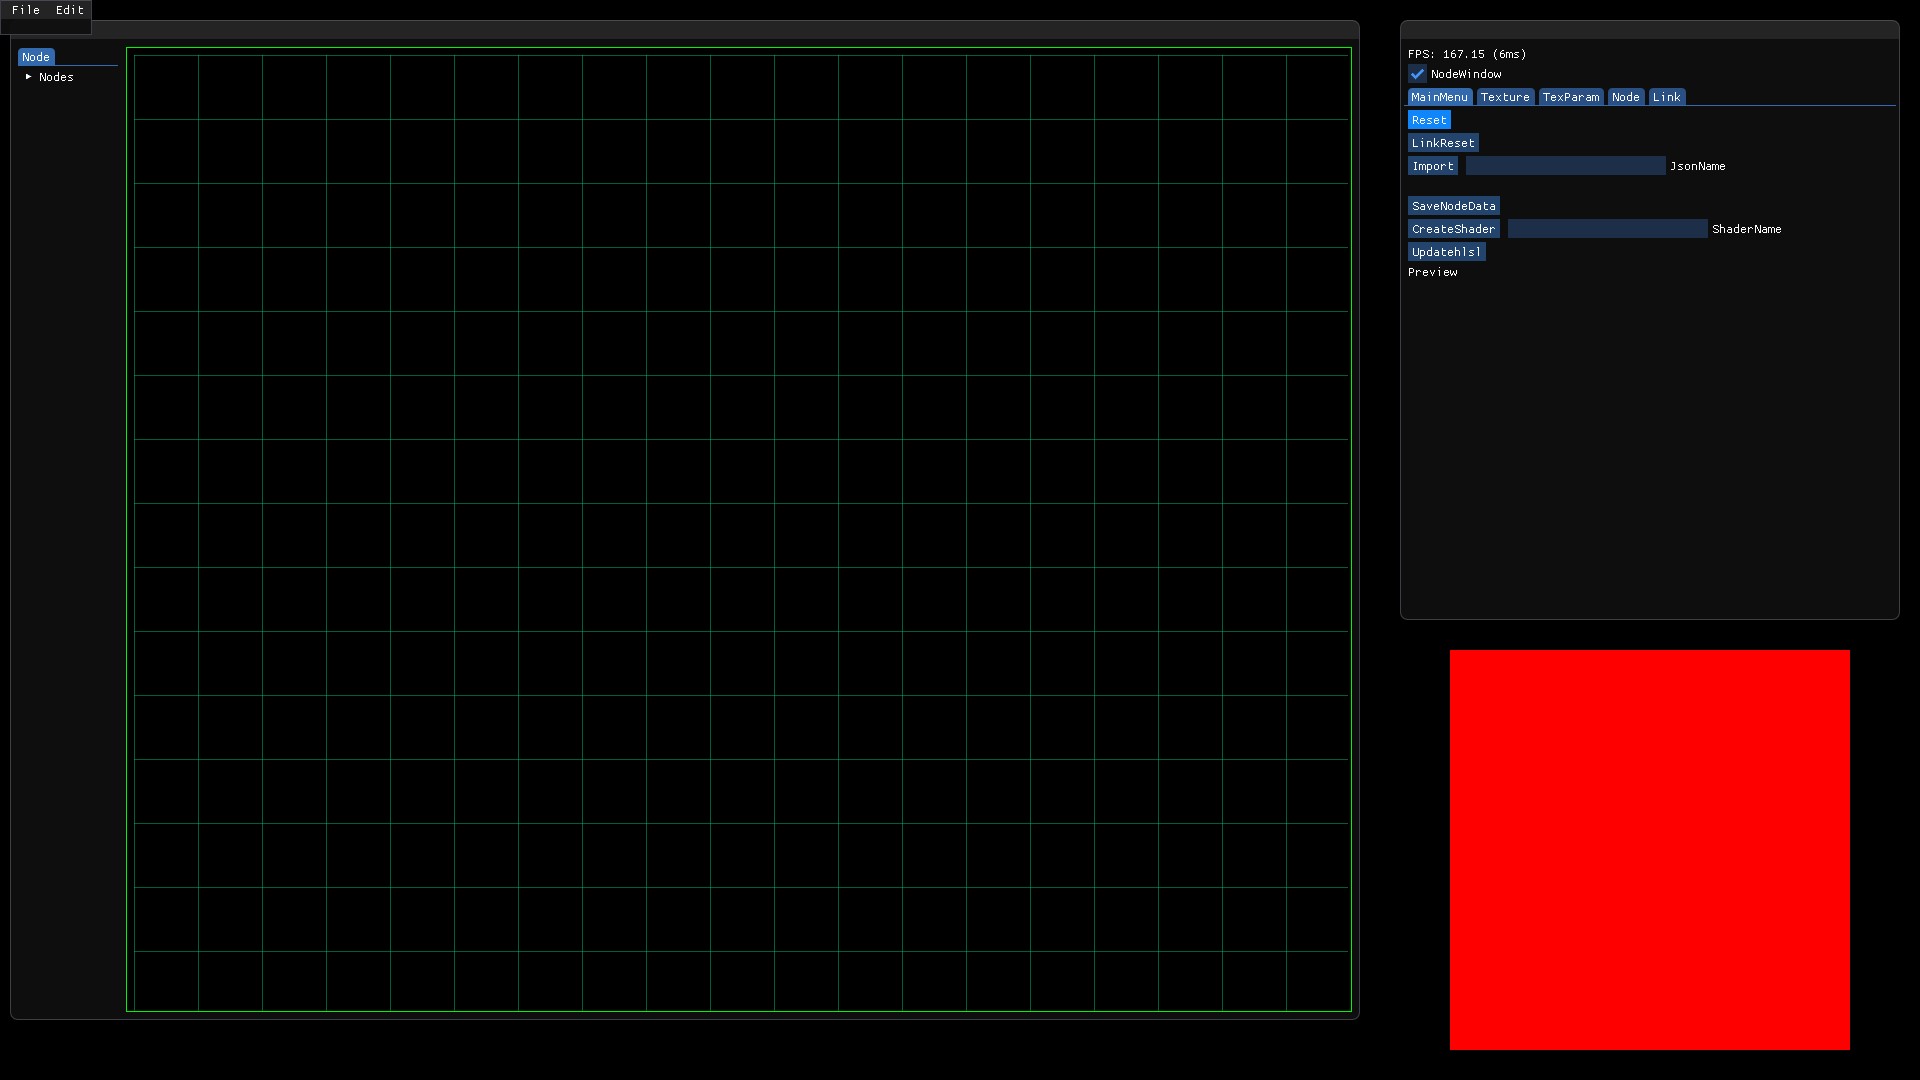 File Edit
Node
Nodes
FPS: 167.15 (6ms)
NodeWindow
MainMenu Texture TexParam Node Link
Reset
LinkReset
Import JsonName
SaveNodeData
CreateShader ShaderName
Updatehlsl
Preview